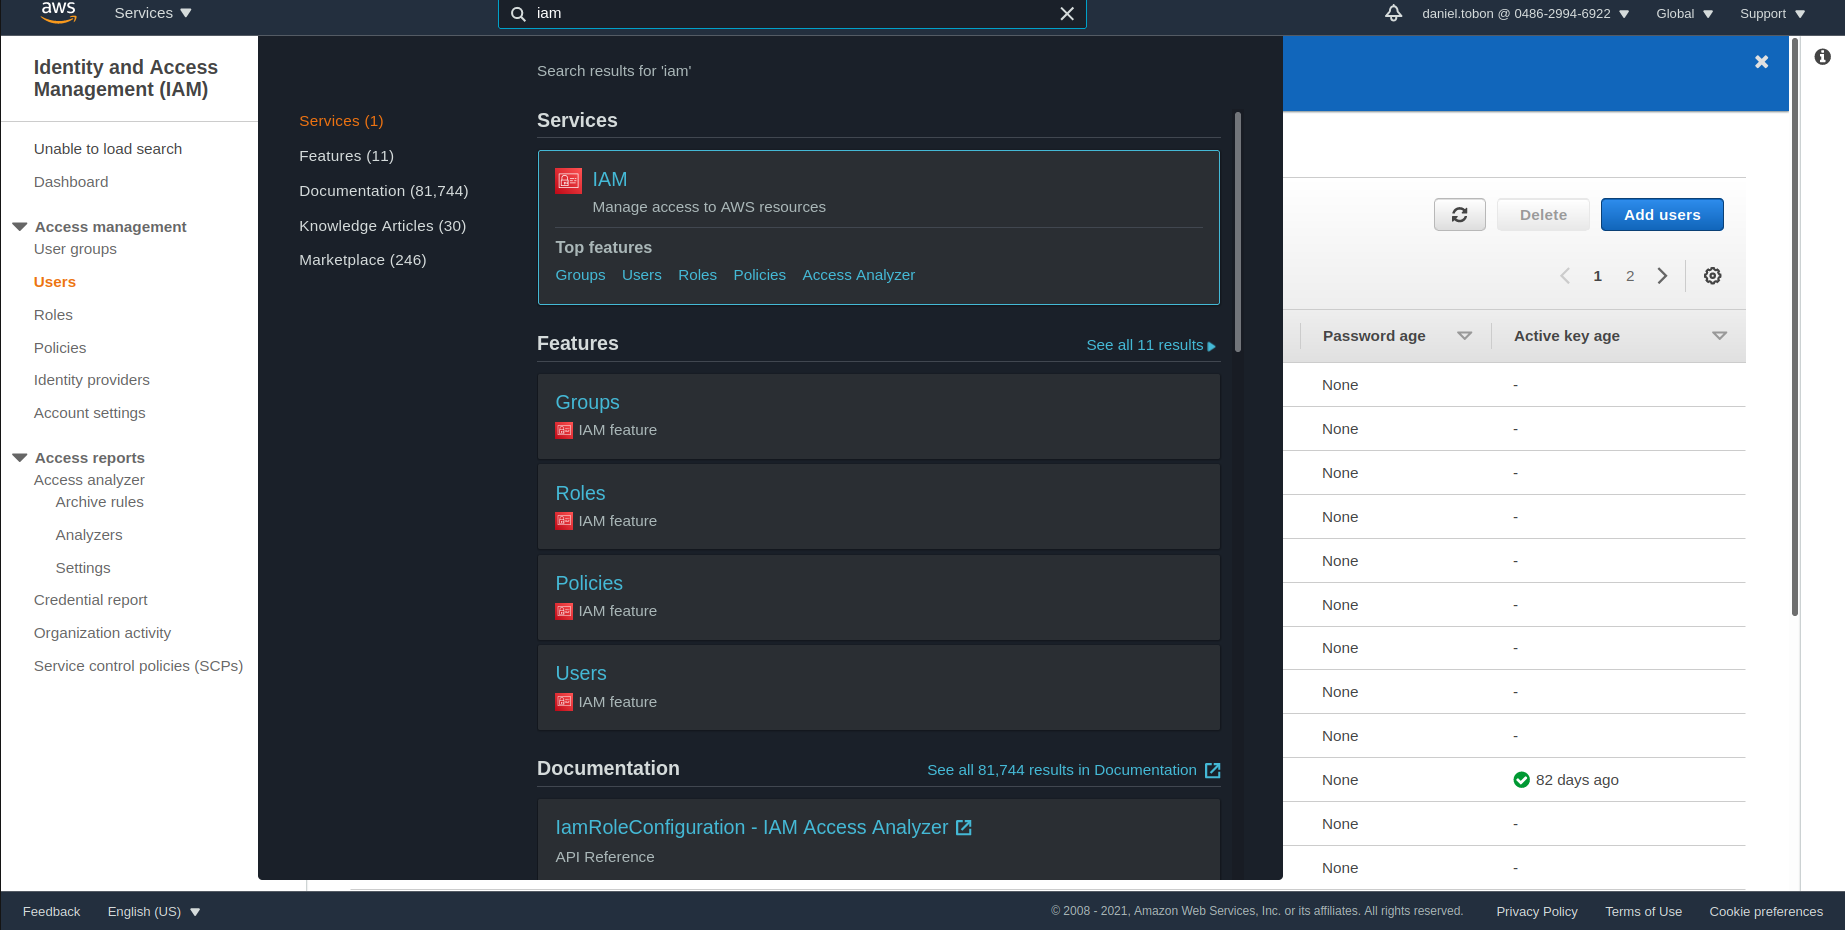 aws
Services
iam
daniel.tobon @ 0486-2994-6922
Global
Support
Identity and Access
Management (IAM)
Unable to load search
Dashboard
Access management
User groups
Users
Roles
Policies
Identity providers
Account settings
Access reports
Access analyzer
Archive rules
Analyzers
Settings
Credential report
Organization activity
Service control policies (SCPs)
Search results for 'iam'
Services (1)
Features (11)
Documentation (81,744)
Knowledge Articles (30)
Marketplace (246)
Services
IAM
Manage access to AWS resources
Top features
Groups Users Roles Policies Access Analyzer
Features
See all 11 results
Groups
IAM feature
Roles
IAM feature
Policies
IAM feature
Users
IAM feature
Documentation
See all 81,744 results in Documentation
IamRoleConfiguration - IAM Access Analyzer
API Reference
Delete
Add users
1 2
Password age Active key age
None -
None -
None -
None -
None -
None -
None -
None -
None -
None 82 days ago
None -
None -
Feedback
English (US)
© 2008 - 2021, Amazon Web Services, Inc. or its affiliates. All rights reserved.
Privacy Policy
Terms of Use
Cookie preferences